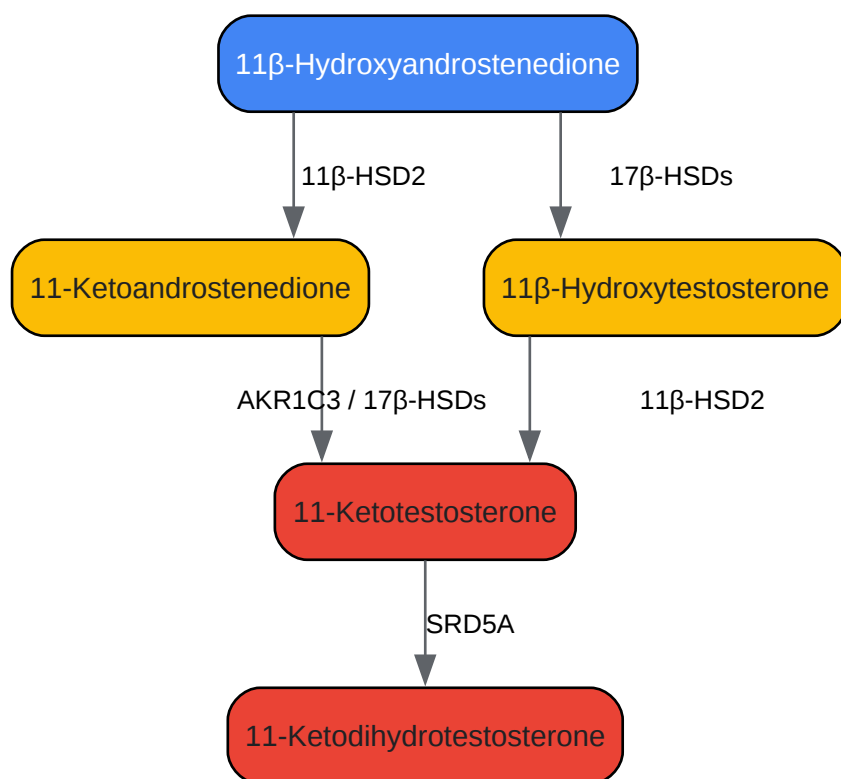 11β-Hydroxyandrostenedione
11β-HSD2
17β-HSDs
11-Ketoandrostenedione
11β-Hydroxytestosterone
AKR1C3 / 17β-HSDs
11β-HSD2
11-Ketotestosterone
SRD5A
11-Ketodihydrotestosterone